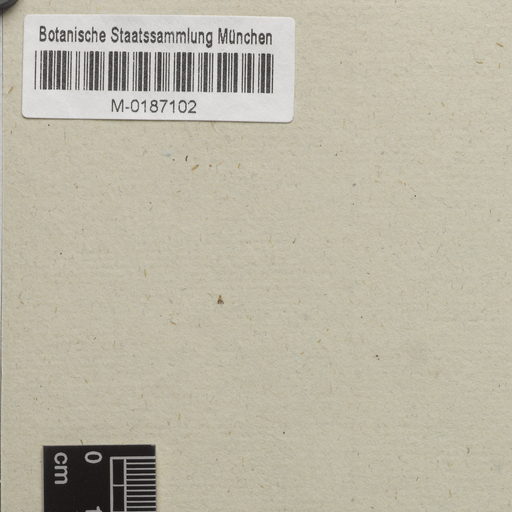 Botanische Staatssammlung München
M-0187102
0
cm